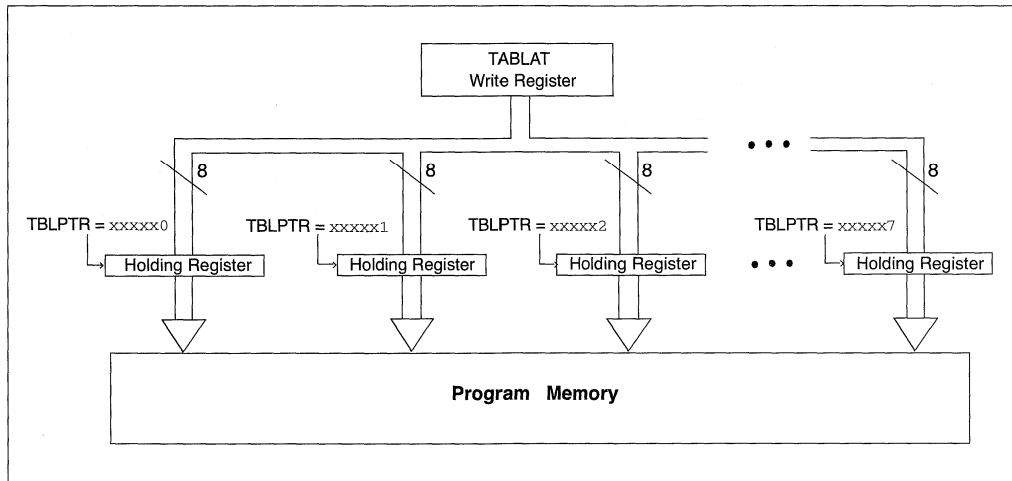 TABLAT
Write Register
8
8
8
8
TBLPTR = xxxxx0
TBLPTR = xxxxx1
TBLPTR = xxxxx2
TBLPTR = xxxxx7
Holding Register
Holding Register
Holding Register
Holding Register
Program Memory